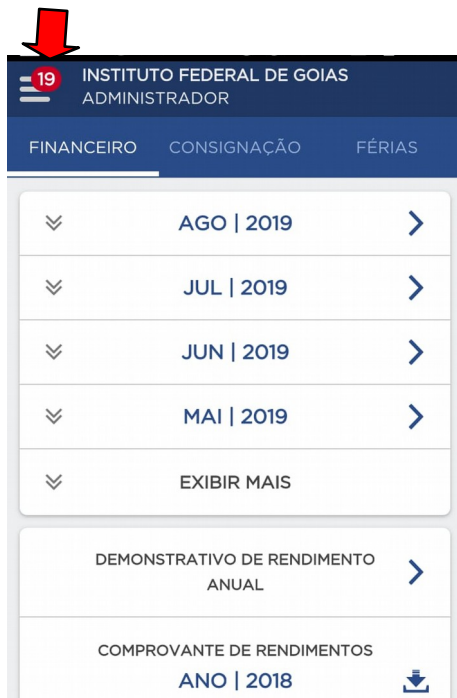 19
INSTITUTO FEDERAL DE GOIAS
ADMINISTRADOR
FINANCEIRO CONSIGNAÇÃO FÉRIAS
AGO | 2019
JUL | 2019
JUN | 2019
MAI | 2019
EXIBIR MAIS
DEMONSTRATIVO DE RENDIMENTO
ANUAL
COMPROVANTE DE RENDIMENTOS
ANO | 2018